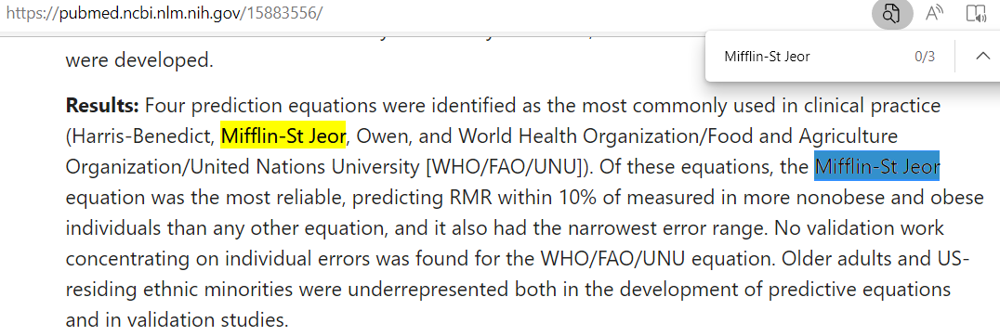 https://pubmed.ncbi.nlm.nih.gov/15883556/
Mifflin-St Jeor 0/3
were developed.
Results: Four prediction equations were identified as the most commonly used in clinical practice
(Harris-Benedict, Mifflin-St Jeor, Owen, and World Health Organization/Food and Agriculture
Organization/United Nations University [WHO/FAO/UNU]). Of these equations, the Mifflin-St Jeor
equation was the most reliable, predicting RMR within 10% of measured in more nonobese and obese
individuals than any other equation, and it also had the narrowest error range. No validation work
concentrating on individual errors was found for the WHO/FAO/UNU equation. Older adults and US-
residing ethnic minorities were underrepresented both in the development of predictive equations
and in validation studies.